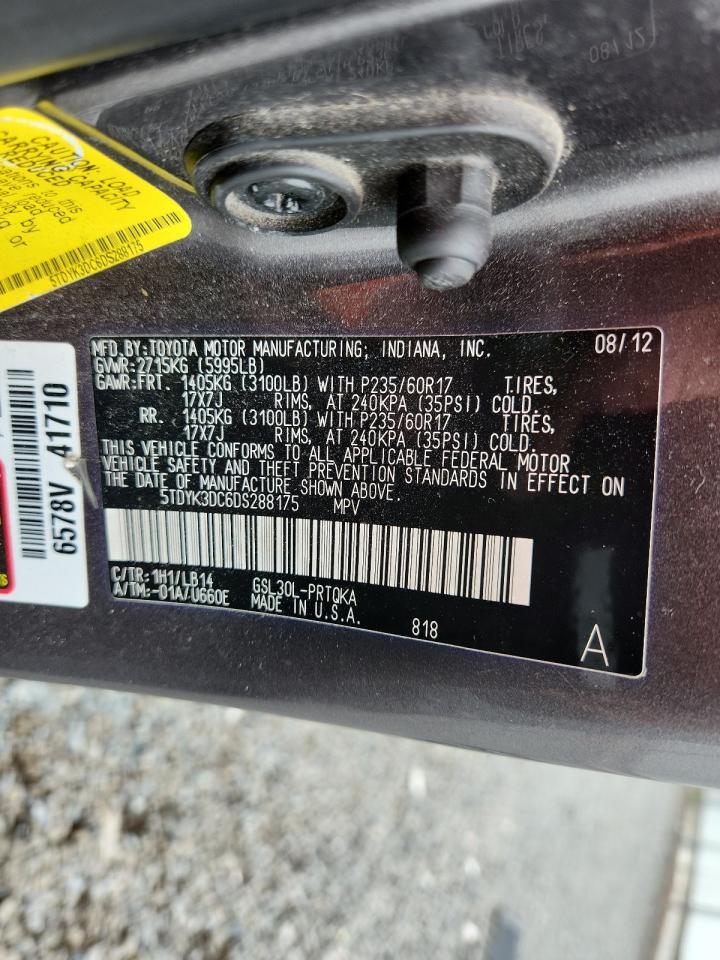 CAUTION: LOAD
CARRYING CAPACITY
REDUCED
5TDYK3DC6DS288175
6578V 41710
MFD. BY: TOYOTA MOTOR MANUFACTURING, INDIANA, INC. 08/12
GVWR: 2715KG (5995LB)
GAWR: FRT. 1405KG (3100LB) WITH P235/60R17 TIRES,
17X7J RIMS, AT 240KPA (35PSI) COLD.
RR. 1405KG (3100LB) WITH P235/60R17 TIRES,
17X7J RIMS, AT 240KPA (35PSI) COLD.
THIS VEHICLE CONFORMS TO ALL APPLICABLE FEDERAL MOTOR
VEHICLE SAFETY AND THEFT PREVENTION STANDARDS IN EFFECT ON
THE DATE OF MANUFACTURE SHOWN ABOVE.
5TDYK3DC6DS288175 MPV
C/TR: 1H1/LB14 GSL30L-PRTQKA
A/TM:-01A/U660E MADE IN U.S.A.
818
A